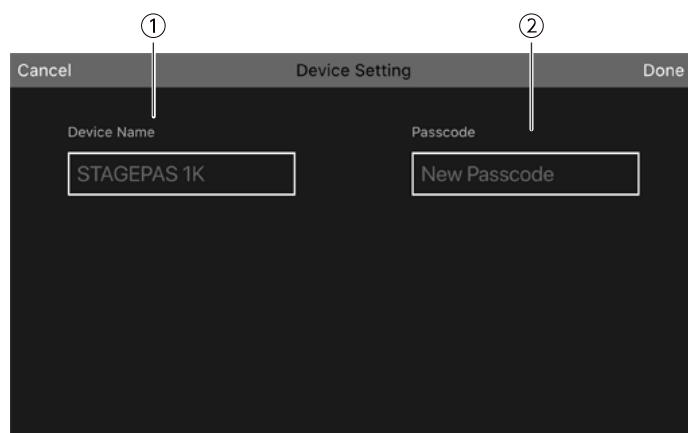 ① ②
Cancel Device Setting Done
Device Name Passcode
STAGEPAS 1K New Passcode